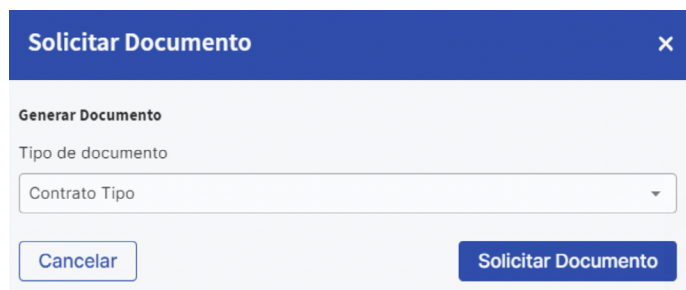 Solicitar Documento
Generar Documento
Tipo de documento
Contrato Tipo
Cancelar
Solicitar Documento